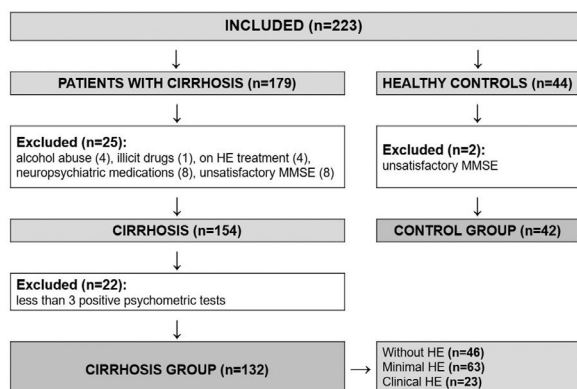 INCLUDED (n=223)
PATIENTS WITH CIRRHOSIS (n=179)
HEALTHY CONTROLS (n=44)
Excluded (n=25):
alcohol abuse (4), illicit drugs (1), on HE treatment (4),
neuropsychiatric medications (8), unsatisfactory MMSE (8)
Excluded (n=2):
unsatisfactory MMSE
CIRRHOSIS (n=154)
CONTROL GROUP (n=42)
Excluded (n=22):
less than 3 positive psychometric tests
CIRRHOSIS GROUP (n=132)
Without HE (n=46)
Minimal HE (n=63)
Clinical HE (n=23)